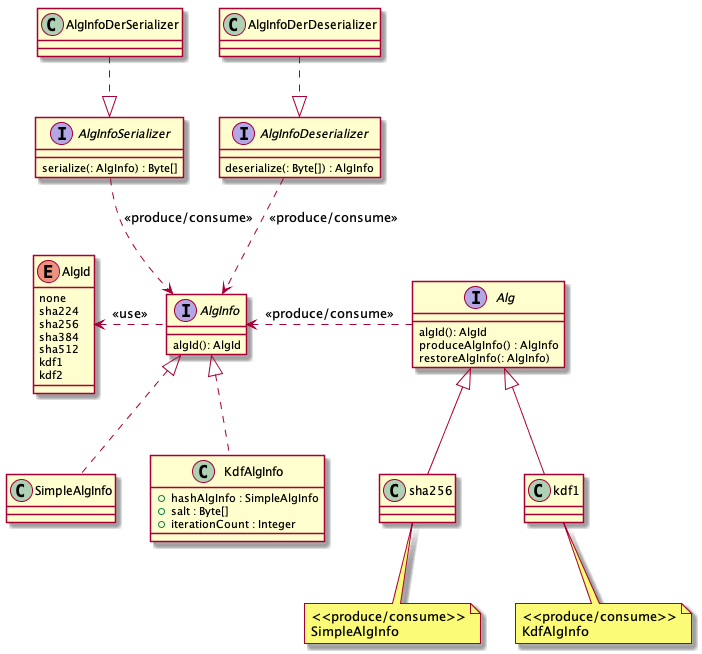 C AlgInfoDerSerializer
C AlgInfoDerDeserializer
I AlgInfoSerializer
serialize(: AlgInfo) : Byte[]
I AlgInfoDeserializer
deserialize(: Byte[]) : AlgInfo
«produce/consume»
«produce/consume»
E AlgId
none
sha224
sha256
sha384
sha512
kdf1
kdf2
«use»
I AlgInfo
algId(): AlgId
«produce/consume»
I Alg
algId(): AlgId
produceAlgInfo() : AlgInfo
restoreAlgInfo(: AlgInfo)
C SimpleAlgInfo
C KdfAlgInfo
hashAlgInfo : SimpleAlgInfo
salt : Byte[]
iterationCount : Integer
C sha256
C kdf1
<<produce/consume>>
SimpleAlgInfo
<<produce/consume>>
KdfAlgInfo